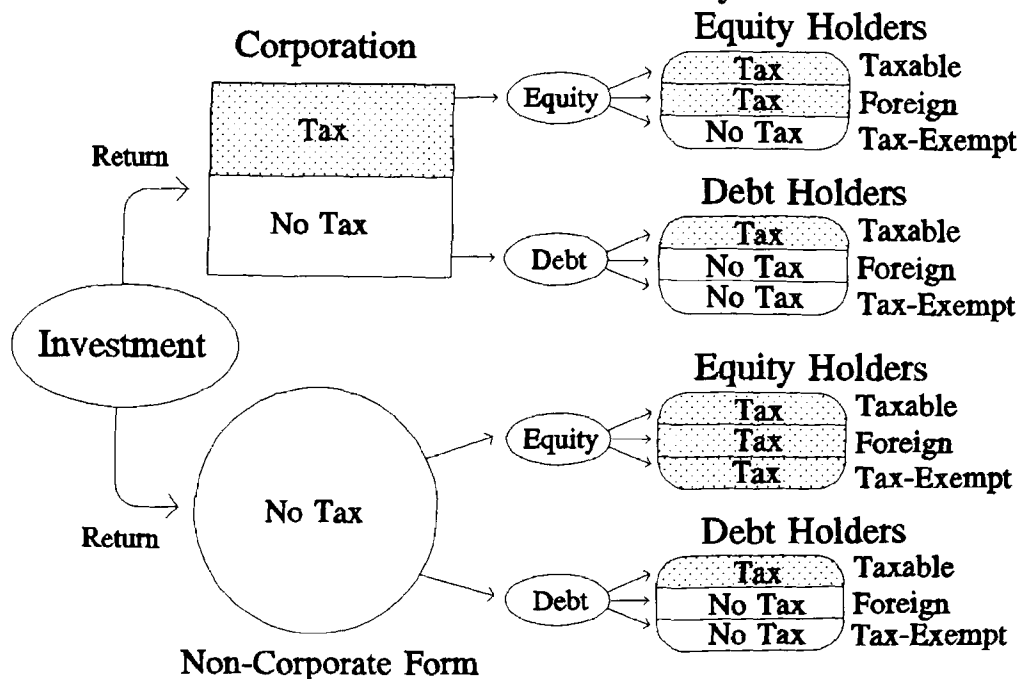 Equity Holders
Corporation
Tax
No Tax
Return
Equity
Tax Taxable
Tax Foreign
No Tax Tax-Exempt
Debt Holders
Debt
Tax Taxable
No Tax Foreign
No Tax Tax-Exempt
Investment
Equity Holders
Equity
Tax Taxable
Tax Foreign
Tax Tax-Exempt
No Tax
Return
Debt Holders
Debt
Tax Taxable
No Tax Foreign
No Tax Tax-Exempt
Non-Corporate Form